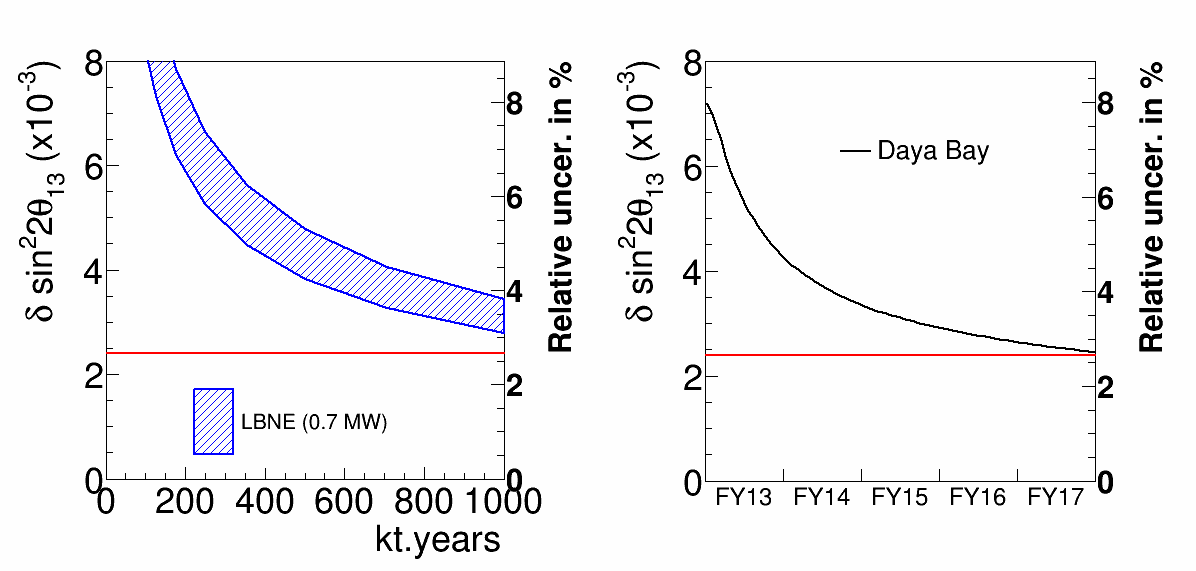 δ sin²2θ₁₃ (x10⁻³)
8
6
4
2
0
0 200 400 600 800 1000
kt.years
8
6
4
2
0
Relative uncer. in %
LBNE (0.7 MW)
δ sin²2θ₁₃ (x10⁻³)
8
6
4
2
0
FY13 FY14 FY15 FY16 FY17
8
6
4
2
0
Relative uncer. in %
Daya Bay